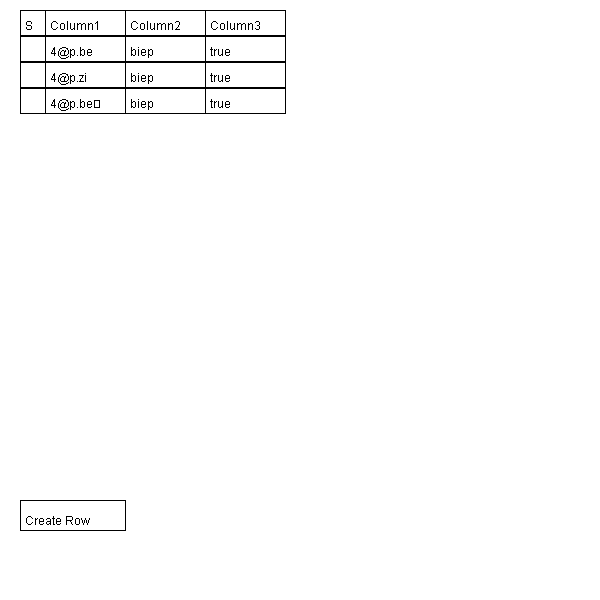 S Column1 Column2 Column3
4@p.be biep true
4@p.zi biep true
4@p.be▯ biep true
Create Row